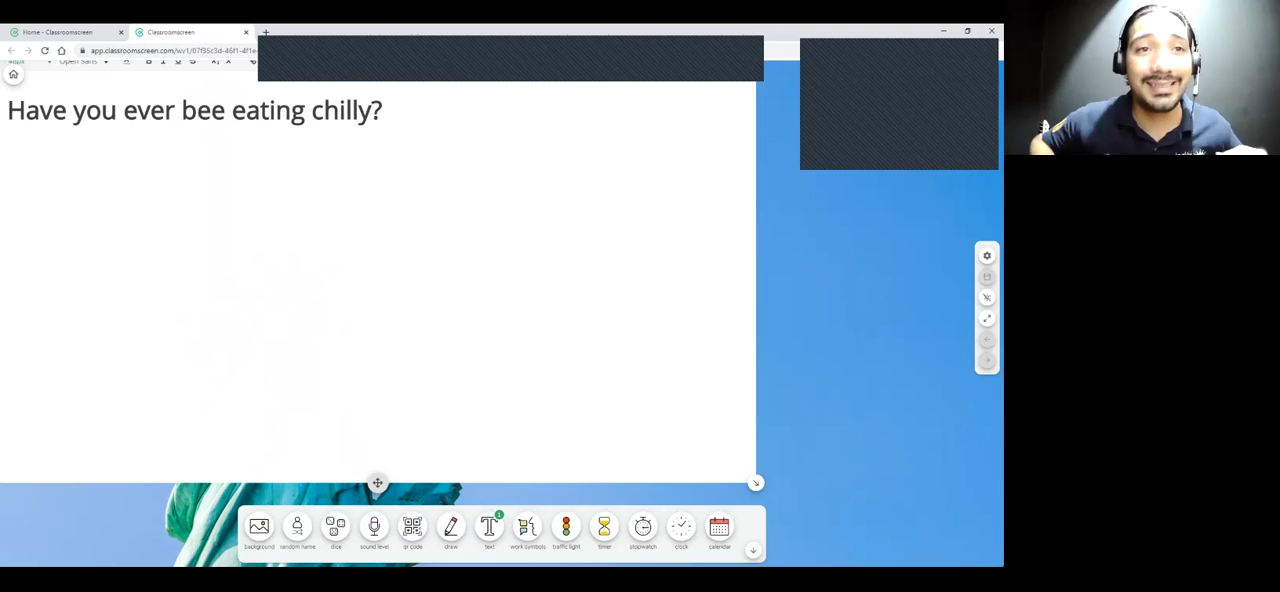 Home - Classroomscreen
Classroomscreen
app.classroomscreen.com/wv1/07f35c3d-46f1-4f1e-
Open Sans
Have you ever bee eating chilly?
1
background random name dice sound level qr code draw text work symbols traffic light timer stopwatch clock calendar